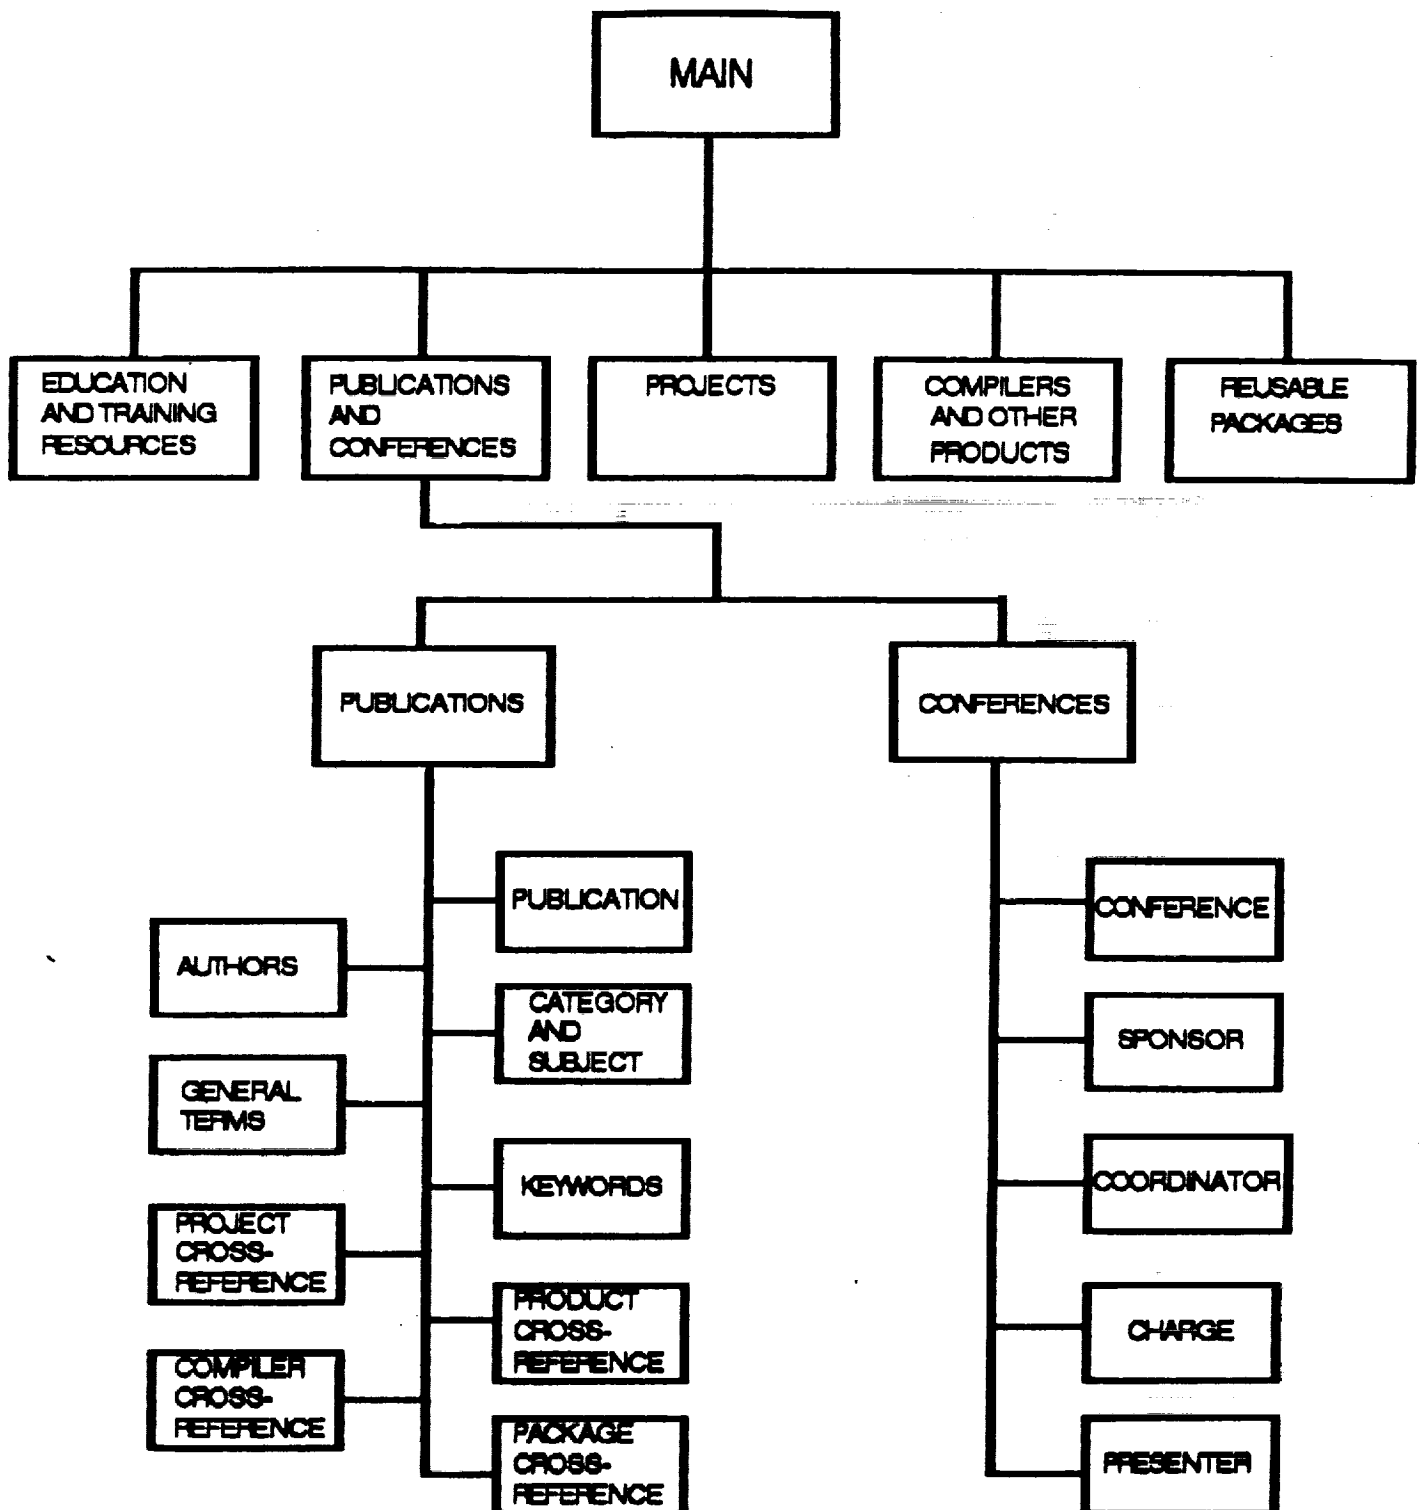 MAIN
EDUCATION
AND TRAINING
RESOURCES
PUBLICATIONS
AND
CONFERENCES
PROJECTS
COMPILERS
AND OTHER
PRODUCTS
REUSABLE
PACKAGES
PUBLICATIONS
CONFERENCES
PUBLICATION
AUTHORS
CATEGORY
AND
SUBJECT
GENERAL
TERMS
KEYWORDS
PROJECT
CROSS-
REFERENCE
PRODUCT
CROSS-
REFERENCE
COMPILER
CROSS-
REFERENCE
PACKAGE
CROSS-
REFERENCE
CONFERENCE
SPONSOR
COORDINATOR
CHARGE
PRESENTER